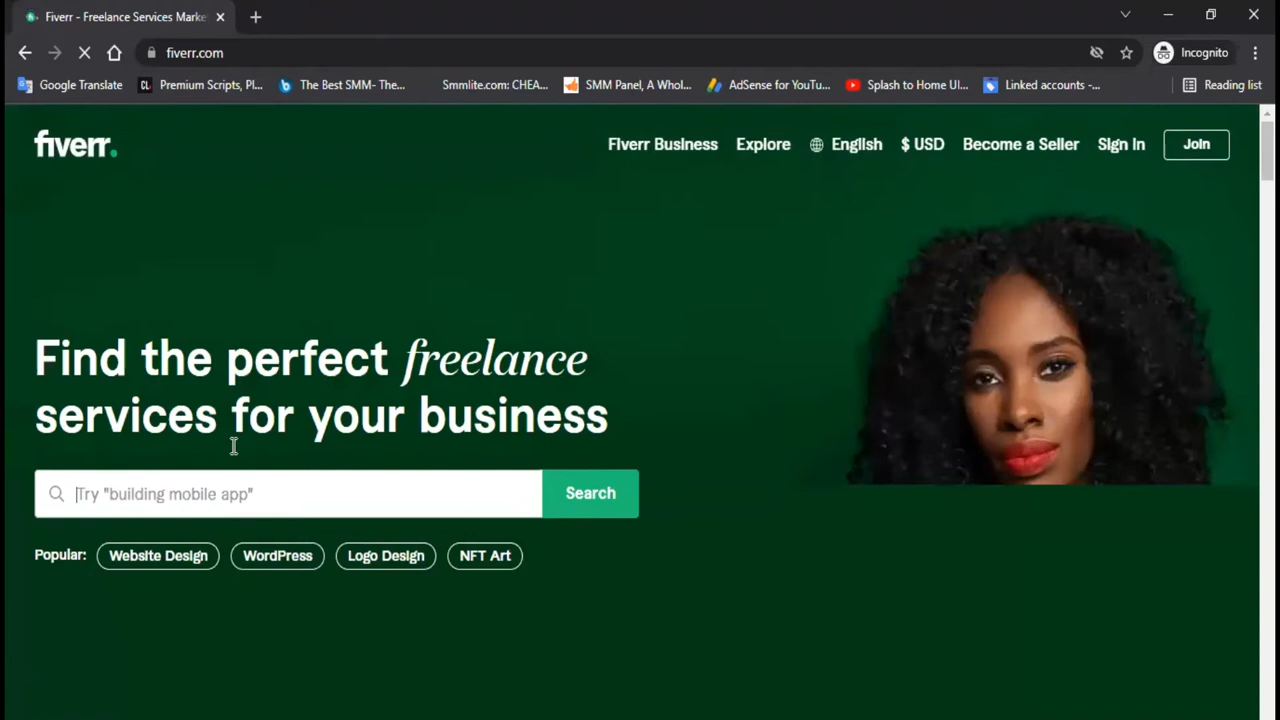 Fiverr - Freelance Services Marke
fiverr.com
Incognito
Google Translate
CL Premium Scripts, Pl...
The Best SMM- The...
Smmlite.com: CHEA...
SMM Panel, A Whol...
AdSense for YouTu...
Splash to Home UI...
Linked accounts -...
Reading list
fiverr.
Fiverr Business
Explore
English
$ USD
Become a Seller
Sign In
Join
Find the perfect freelance
services for your business
Try "building mobile app"
Search
Popular:
Website Design
WordPress
Logo Design
NFT Art